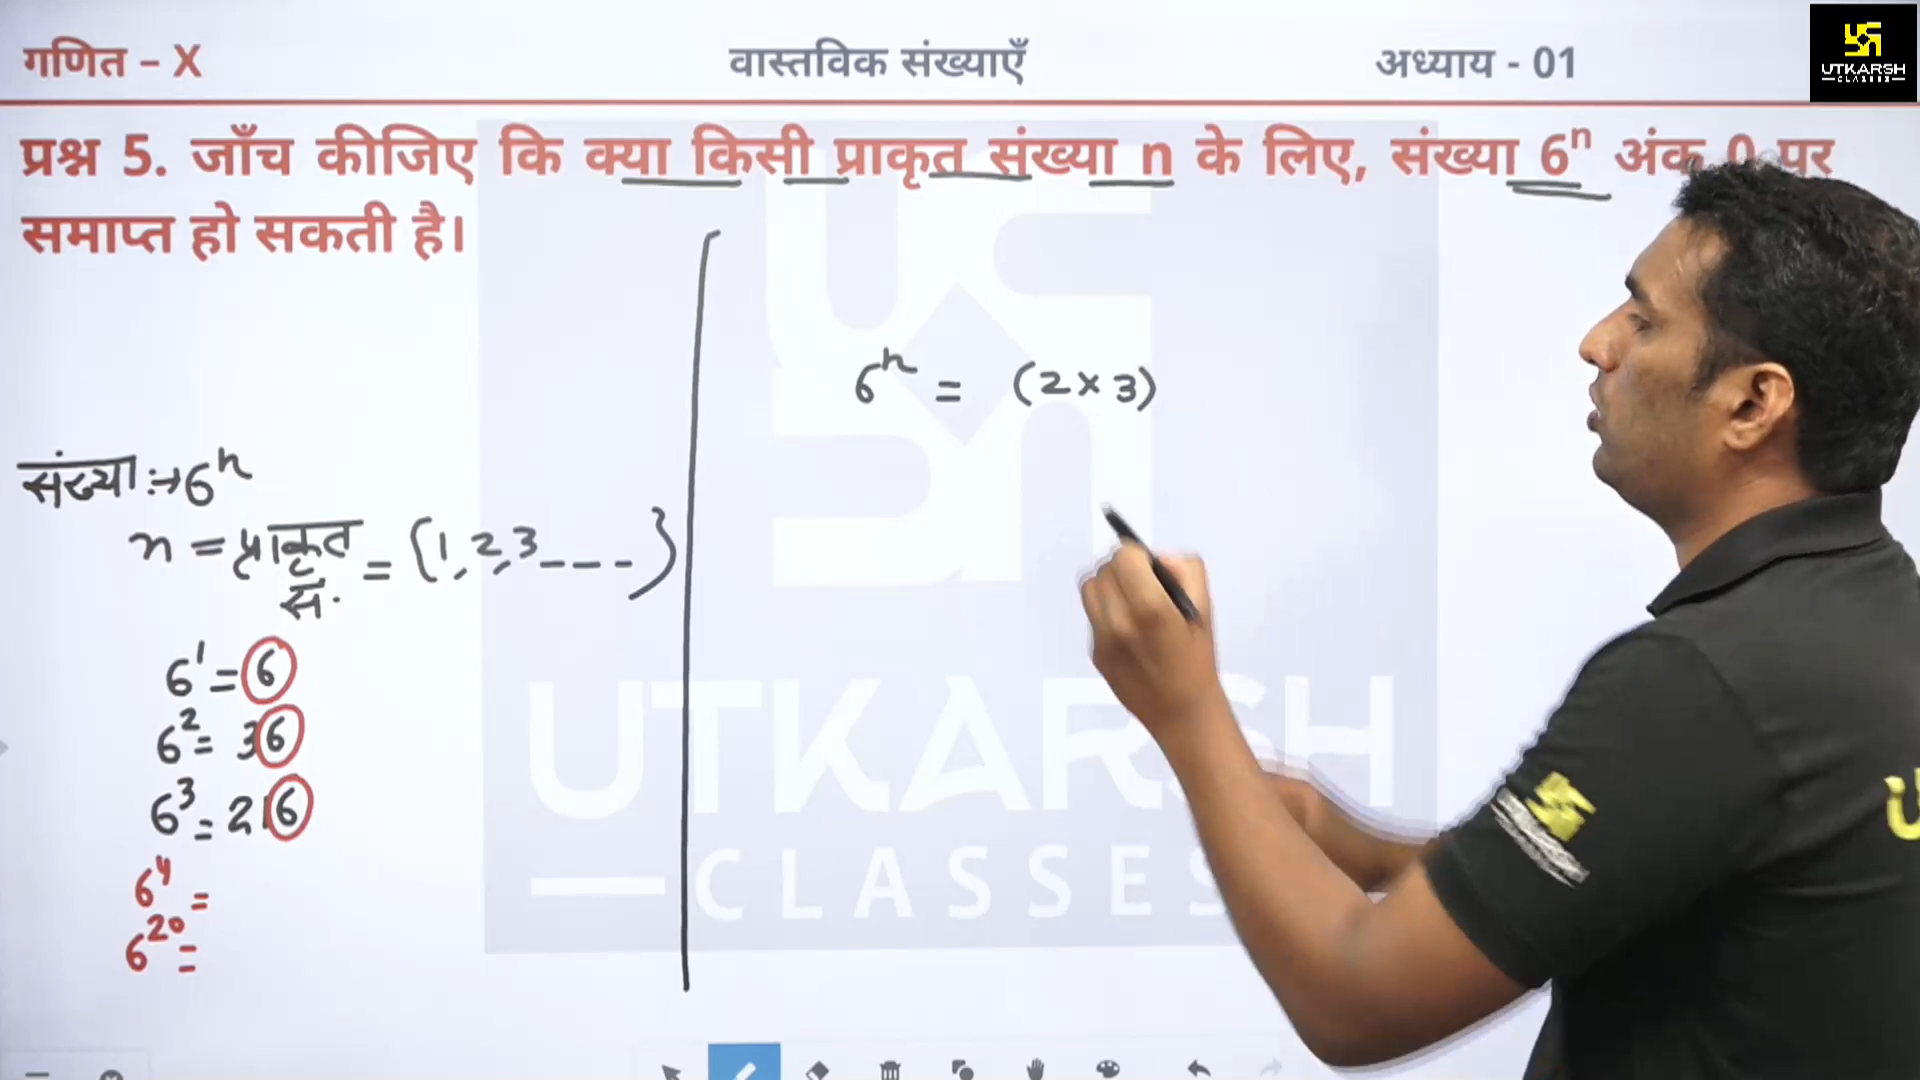 गणित – X
वास्तविक संख्याएँ
अध्याय - 01
UTKARSH
CLASSES
प्रश्न 5. जाँच कीजिए कि क्या किसी प्राकृत संख्या n के लिए, संख्या 6ⁿ अंक 0 पर
समाप्त हो सकती है।
संख्या :→ 6ⁿ
n = प्राकृत सं. = {1, 2, 3 - - - - }
6¹ = 6
6² = 36
6³ = 216
6⁴ =
6²⁰ =
6ⁿ = (2 × 3)
UTKARSH
CLASSES